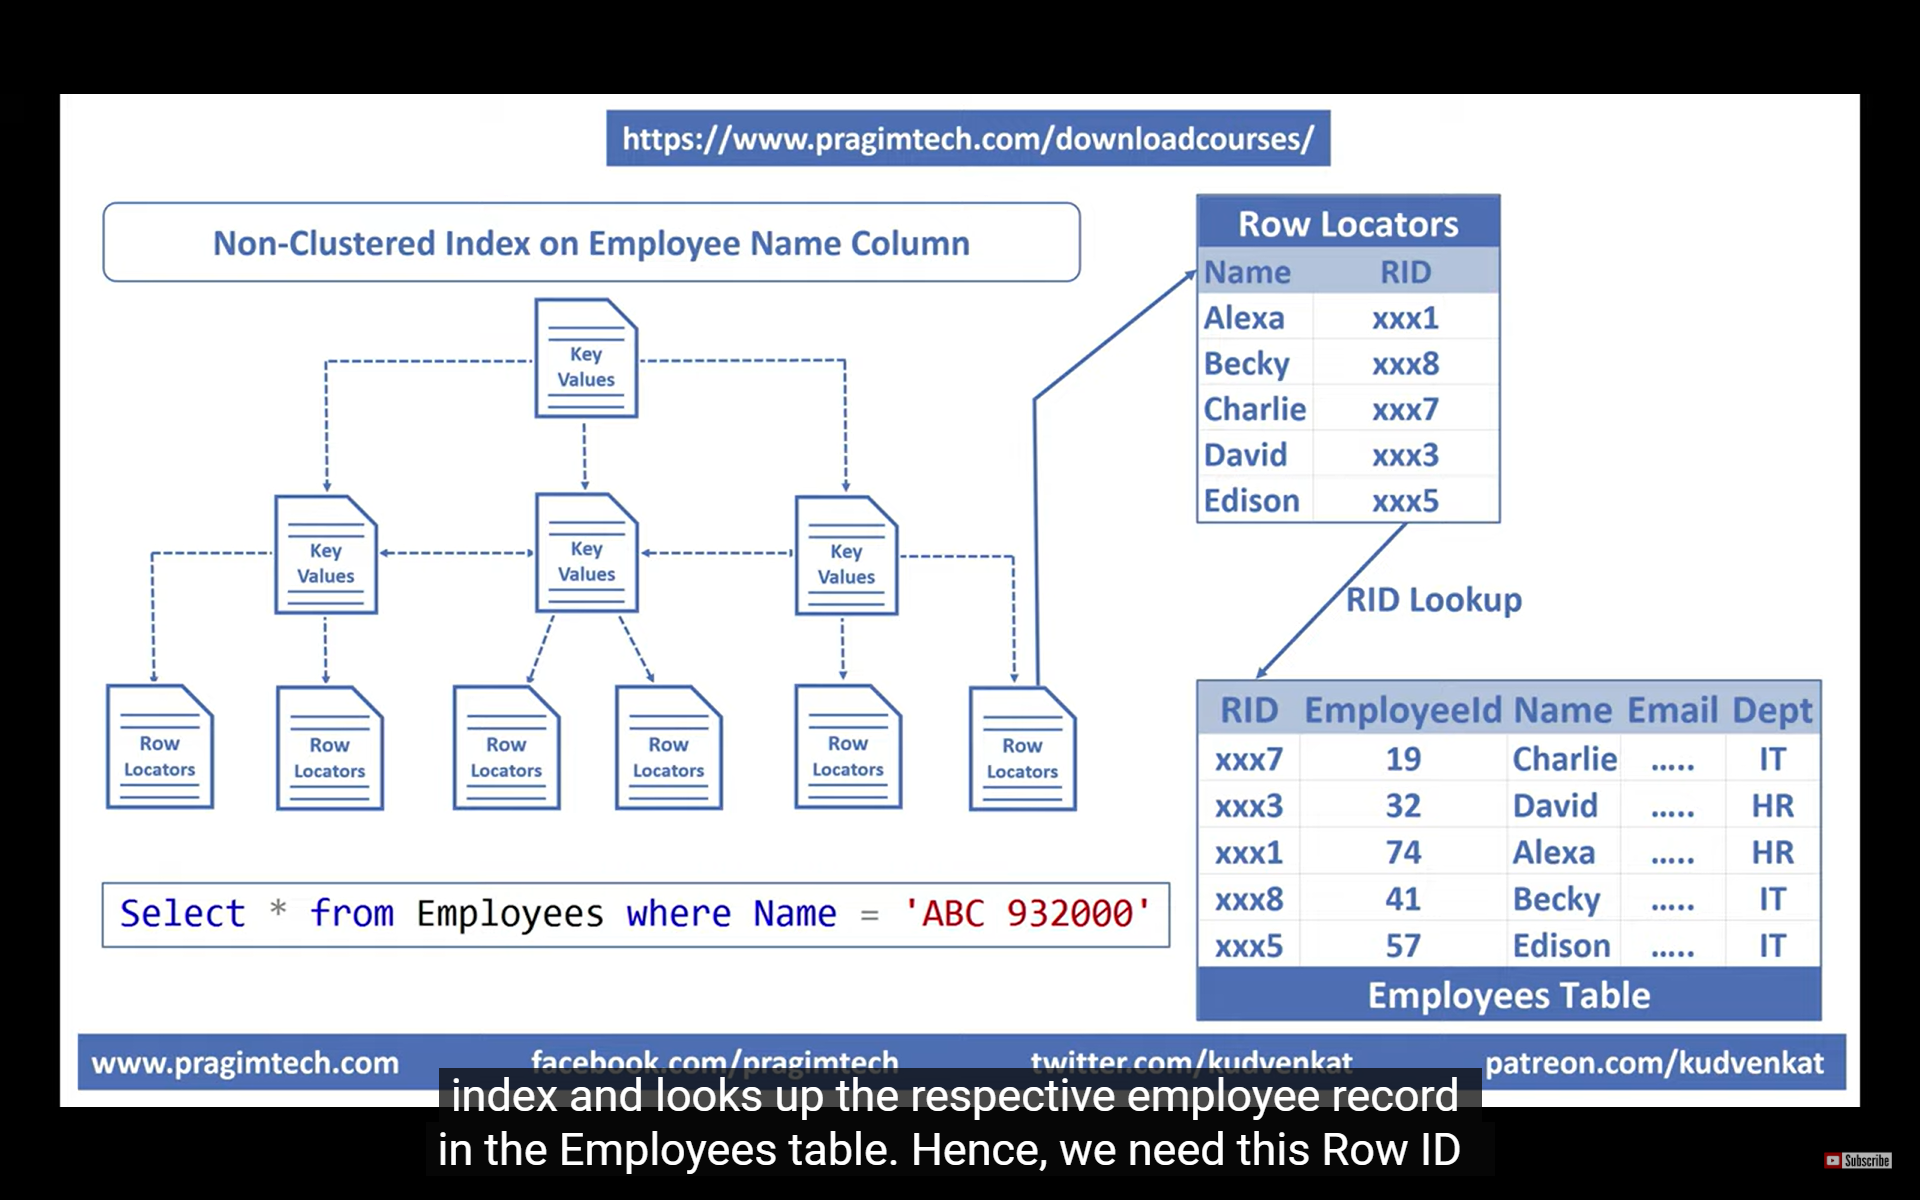 https://www.pragimtech.com/downloadcourses/
Non-Clustered Index on Employee Name Column
Key
Values
Key
Values
Key
Values
Key
Values
Row
Locators
Row
Locators
Row
Locators
Row
Locators
Row
Locators
Row
Locators
Select * from Employees where Name = 'ABC 932000'
Row Locators
Name RID
Alexa xxx1
Becky xxx8
Charlie xxx7
David xxx3
Edison xxx5
RID Lookup
RID EmployeeId Name Email Dept
xxx7 19 Charlie ..... IT
xxx3 32 David ..... HR
xxx1 74 Alexa ..... HR
xxx8 41 Becky ..... IT
xxx5 57 Edison ..... IT
Employees Table
www.pragimtech.com facebook.com/pragimtech twitter.com/kudvenkat patreon.com/kudvenkat
index and looks up the respective employee record
in the Employees table. Hence, we need this Row ID
Subscribe